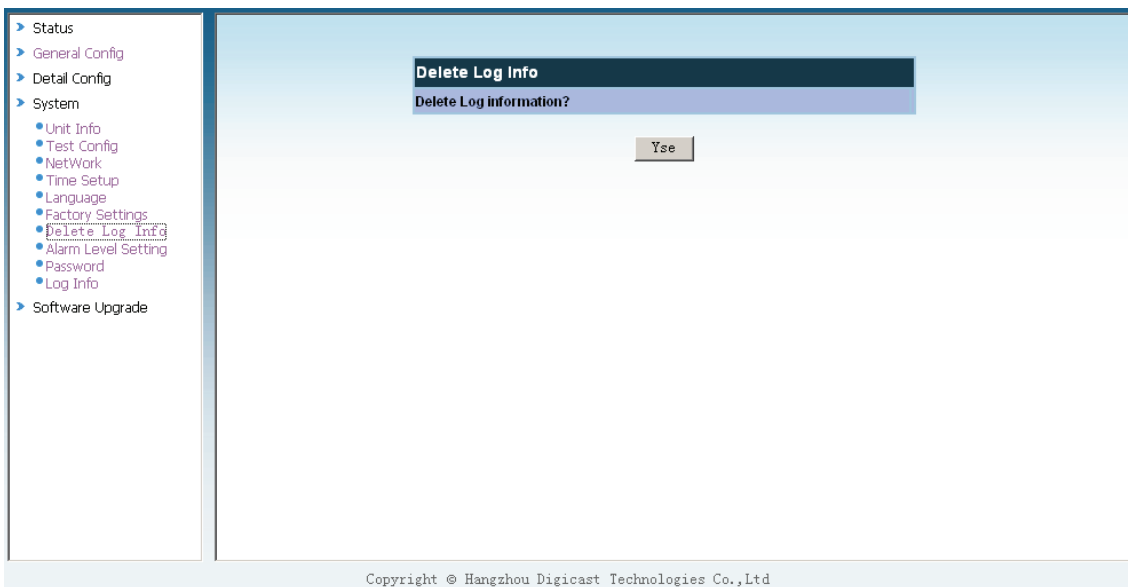 Status
General Config
Detail Config
System
Unit Info
Test Config
NetWork
Time Setup
Language
Factory Settings
Delete Log Info
Alarm Level Setting
Password
Log Info
Software Upgrade
Delete Log Info
Delete Log information?
Yse
Copyright © Hangzhou Digicast Technologies Co.,Ltd